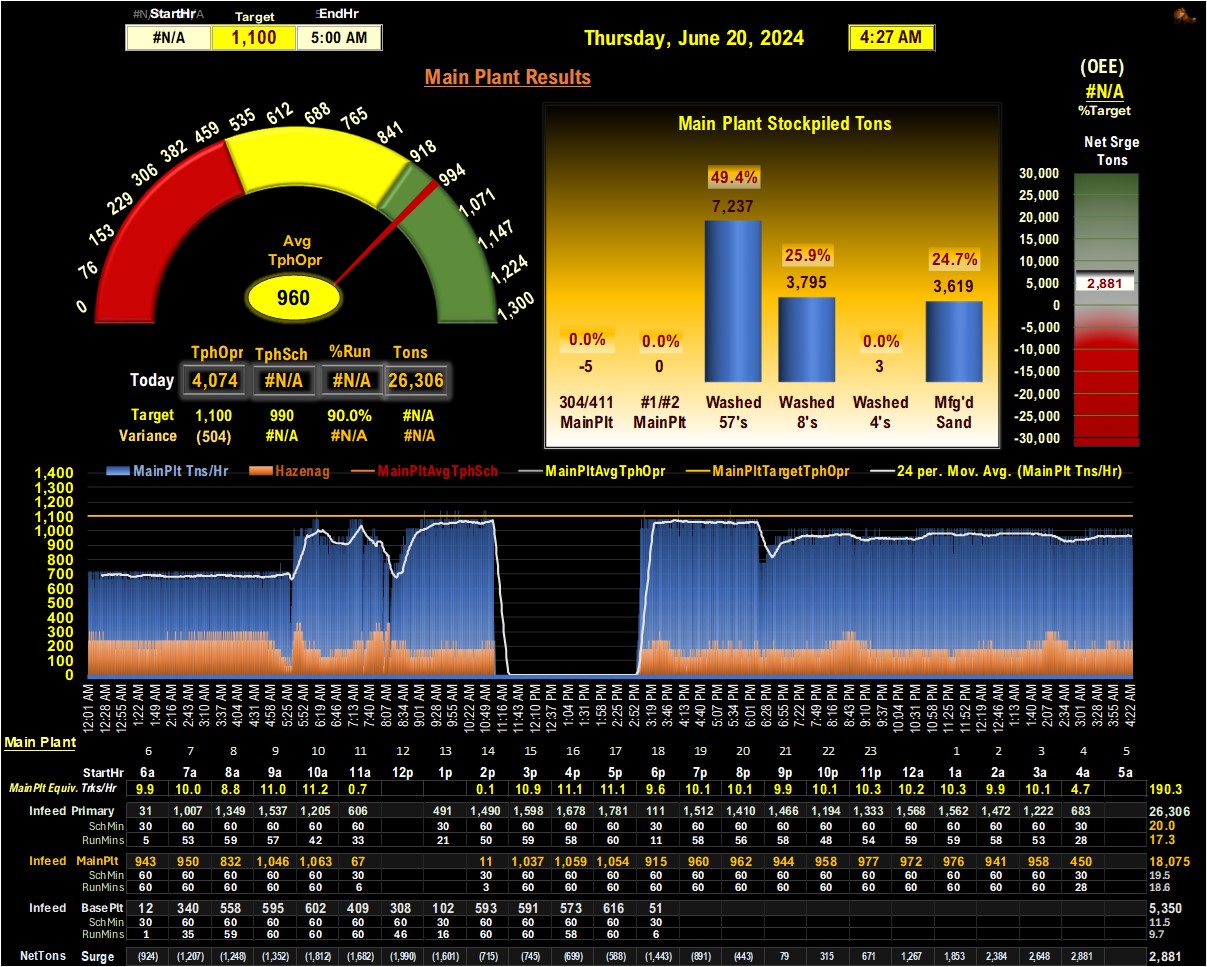 #N/A StartHr Target EndHr
#N/A 1,100 5:00 AM
Thursday, June 20, 2024 4:27 AM
Main Plant Results
(OEE)
#N/A
%Target
Net Srge
Tons
0 76 153 229 306 382 459 535 612 688 765 841 918 994 1,071 1,147 1,224 1,300
Avg
TphOpr
960
TphOpr TphSch %Run Tons
Today 4,074 #N/A #N/A 26,306
Target 1,100 990 90.0% #N/A
Variance (504) #N/A #N/A #N/A
Main Plant Stockpiled Tons
49.4%
7,237
25.9%
3,795
24.7%
3,619
0.0% 0.0% 0.0%
-5 0 3
304/411 #1/#2 Washed Washed Washed Mfg'd
MainPlt MainPlt 57's 8's 4's Sand
30,000
25,000
20,000
15,000
10,000
5,000
2,881
0
-5,000
-10,000
-15,000
-20,000
-25,000
-30,000
MainPlt Tns/Hr Hazenag MainPltAvgTphSch MainPltAvgTphOpr MainPltTargetTphOpr 24 per. Mov. Avg. (MainPlt Tns/Hr)
1,400
1,300
1,200
1,100
1,000
900
800
700
600
500
400
300
200
100
0
12:01 AM 12:28 AM 12:55 AM 1:22 AM 1:49 AM 2:16 AM 2:43 AM 3:10 AM 3:37 AM 4:04 AM 4:31 AM 4:58 AM 5:25 AM 5:52 AM 6:19 AM 6:46 AM 7:13 AM 7:40 AM 8:07 AM 8:34 AM 9:01 AM 9:28 AM 9:55 AM 10:22 AM 10:49 AM 11:16 AM 11:43 AM 12:10 PM 12:37 PM 1:04 PM 1:31 PM 1:58 PM 2:25 PM 2:52 PM 3:19 PM 3:46 PM 4:13 PM 4:40 PM 5:07 PM 5:34 PM 6:01 PM 6:28 PM 6:55 PM 7:22 PM 7:49 PM 8:16 PM 8:43 PM 9:10 PM 9:37 PM 10:04 PM 10:31 PM 10:58 PM 11:25 PM 11:52 PM 12:19 AM 12:46 AM 1:13 AM 1:40 AM 2:07 AM 2:34 AM 3:01 AM 3:28 AM 3:55 AM 4:22 AM
Main Plant
6 7 8 9 10 11 12 13 14 15 16 17 18 19 20 21 22 23 1 2 3 4 5
StartHr 6a 7a 8a 9a 10a 11a 12p 1p 2p 3p 4p 5p 6p 7p 8p 9p 10p 11p 12a 1a 2a 3a 4a 5a
MainPlt Equiv. Trks/Hr 9.9 10.0 8.8 11.0 11.2 0.7 0.1 10.9 11.1 11.1 9.6 10.1 10.1 9.9 10.1 10.3 10.2 10.3 9.9 10.1 4.7 190.3
Infeed Primary 31 1,007 1,349 1,537 1,205 606 491 1,490 1,598 1,678 1,781 111 1,512 1,410 1,466 1,194 1,333 1,568 1,562 1,472 1,222 683 26,306
SchMin 30 60 60 60 60 60 30 60 60 60 60 30 60 60 60 60 60 60 60 60 60 30 20.0
RunMins 5 53 59 57 42 33 21 50 59 58 60 11 58 56 58 48 54 60 59 58 53 28 17.3
Infeed MainPlt 943 950 832 1,046 1,063 67 11 1,037 1,059 1,054 915 960 962 944 958 977 972 976 941 958 450 18,075
SchMin 60 60 60 60 60 30 30 60 60 60 60 60 60 60 60 60 60 60 60 60 30 19.5
RunMins 60 60 60 60 60 6 3 60 60 60 60 60 60 60 60 60 60 60 60 60 28 18.6
Infeed BasePlt 12 340 558 595 602 409 308 102 593 591 573 616 51 5,350
SchMin 30 60 60 60 60 60 60 30 60 60 60 60 30 11.5
RunMins 1 35 59 60 60 60 46 16 60 60 58 60 6 9.7
NetTons Surge (924) (1,207) (1,248) (1,352) (1,812) (1,682) (1,990) (1,601) (715) (745) (699) (588) (1,443) (891) (443) 79 315 671 1,267 1,853 2,384 2,648 2,881 2,881